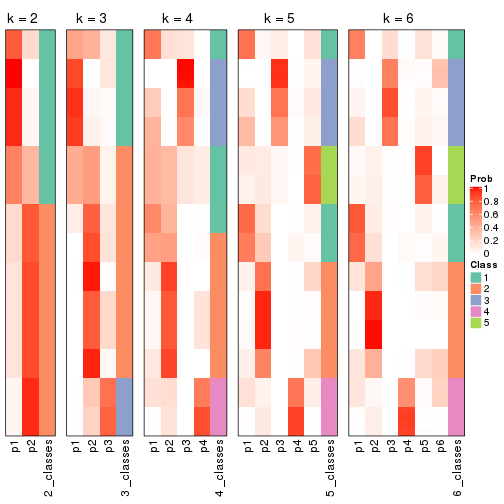 k = 2
k = 3
k = 4
k = 5
k = 6
p1
p2
2_classes
p1
p2
p3
3_classes
p1
p2
p3
p4
4_classes
p1
p2
p3
p4
p5
5_classes
p1
p2
p3
p4
p5
p6
6_classes
Prob
1
0.8
0.6
0.4
0.2
0
Class
1
2
3
4
5